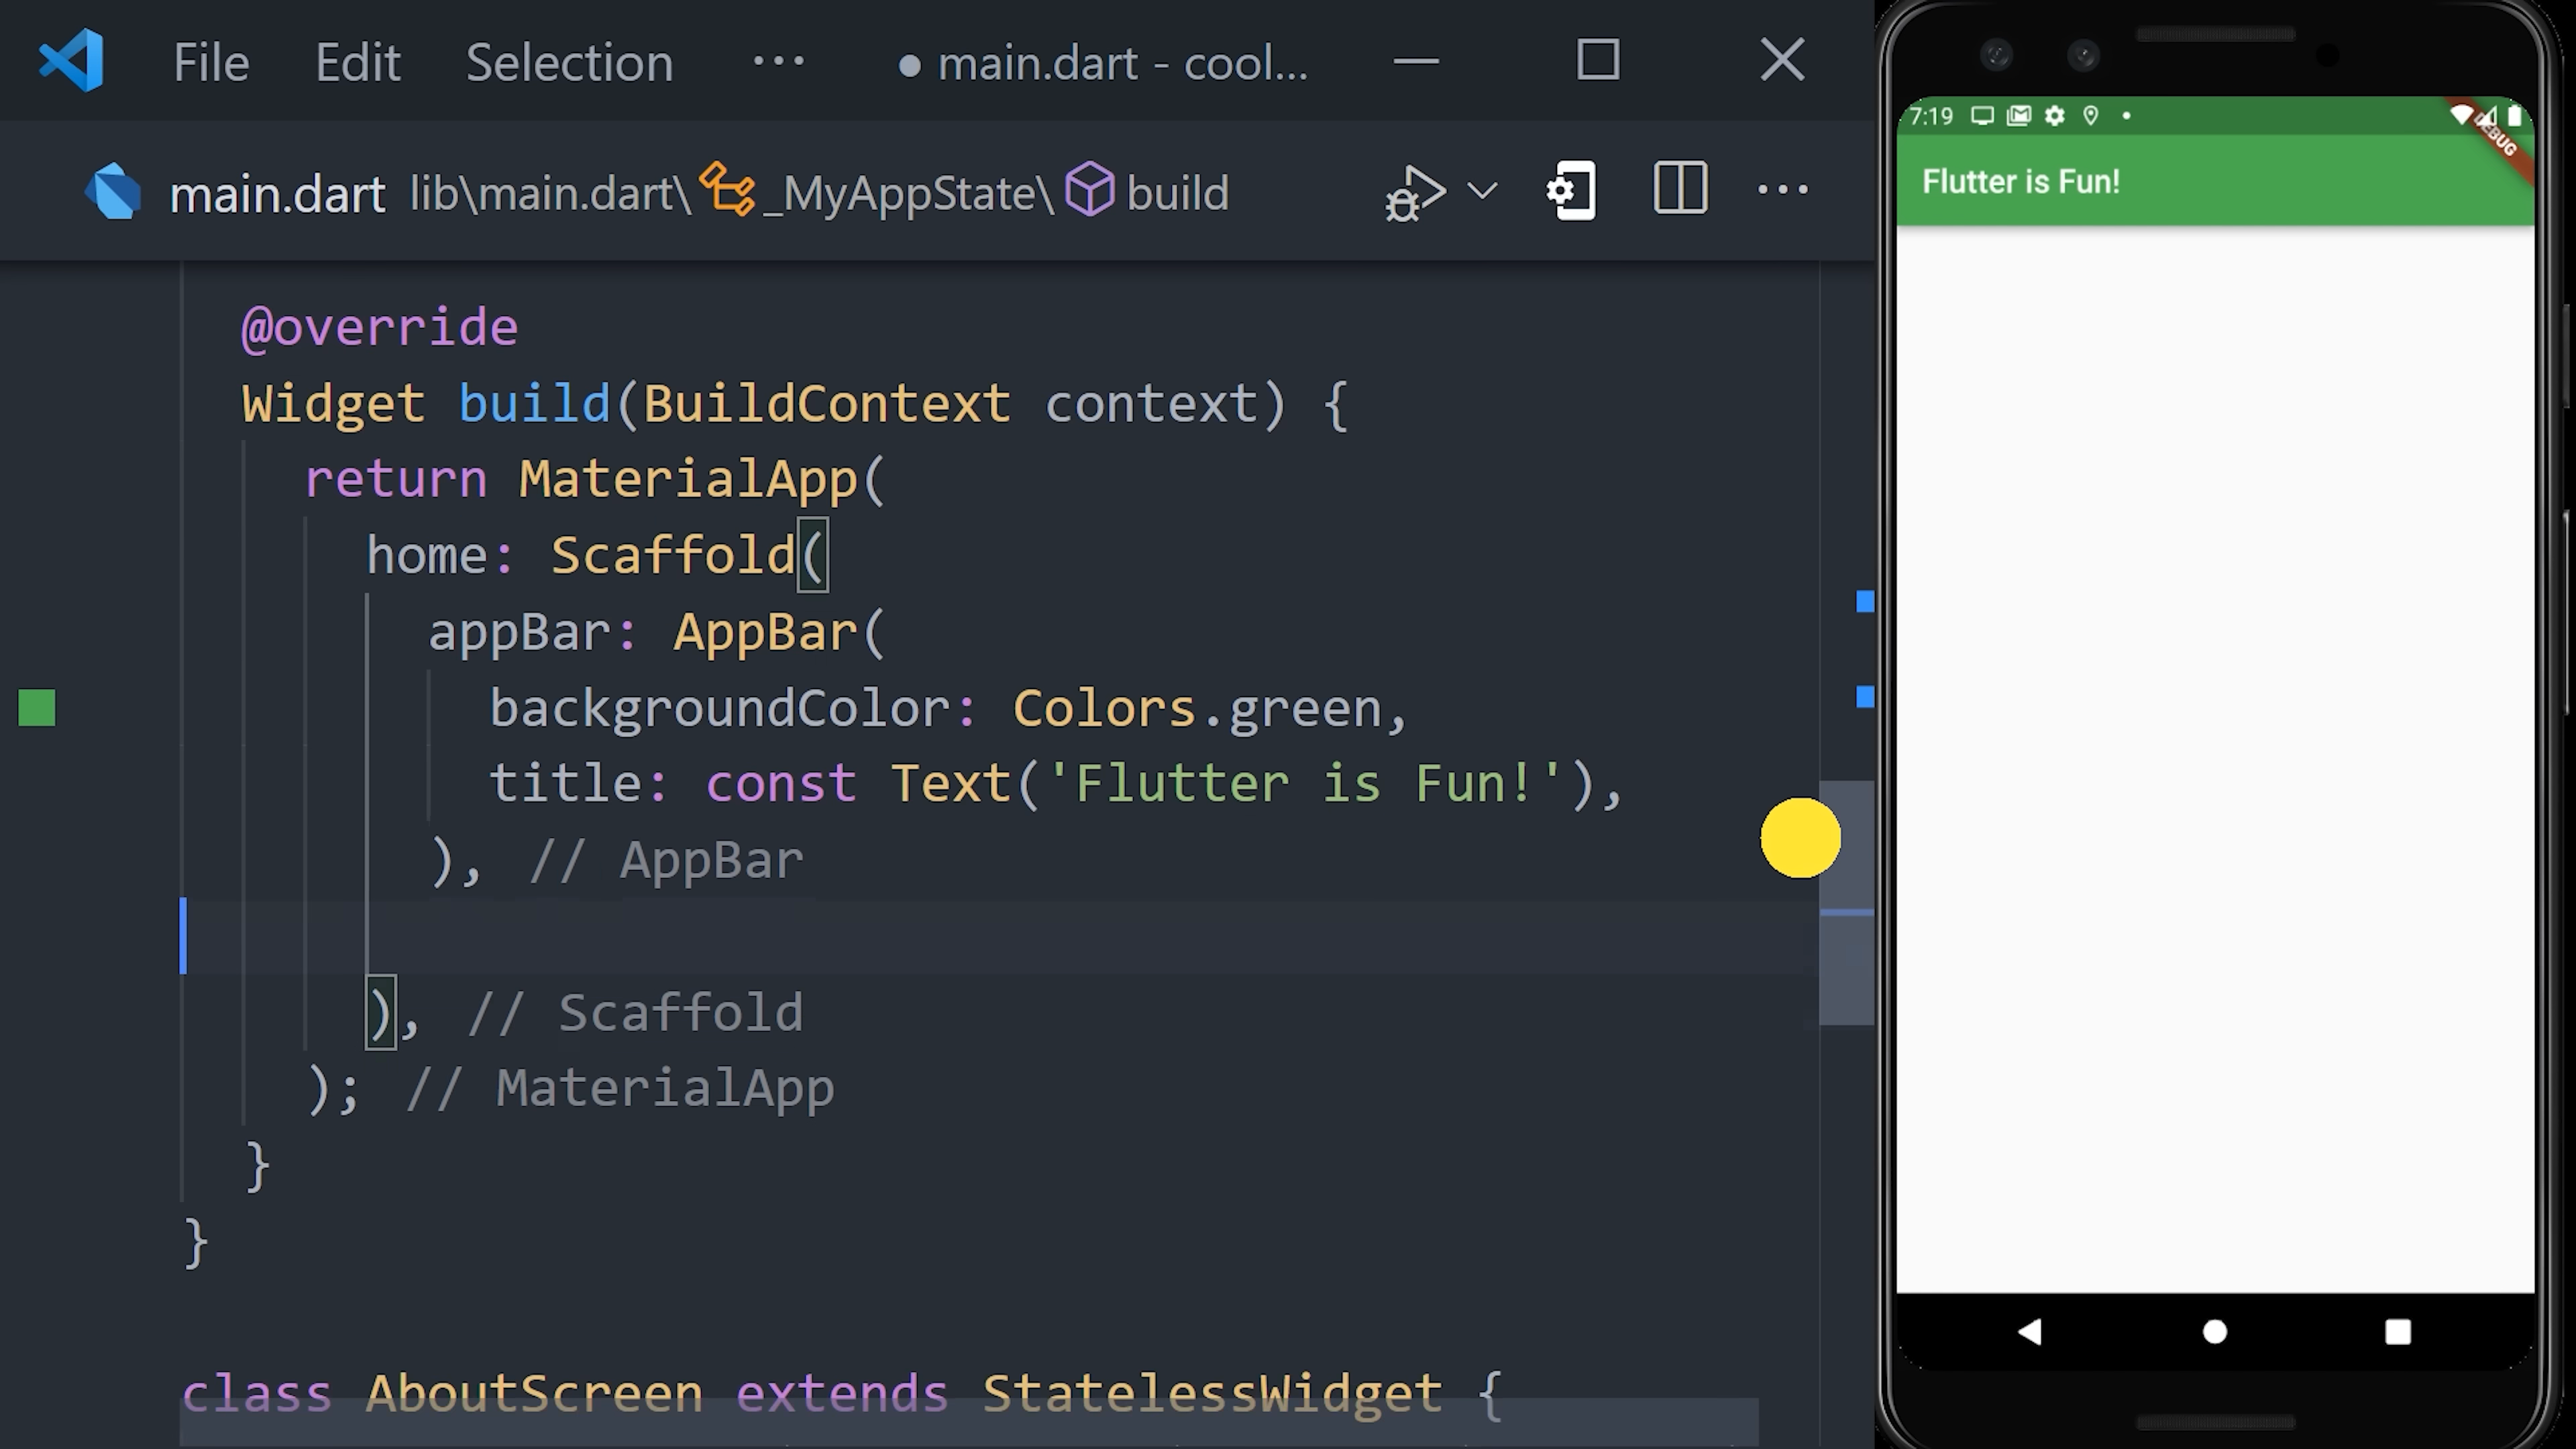 File Edit Selection ··· ● main.dart - cool...
main.dart lib\main.dart\ _MyAppState\ build
@override
Widget build(BuildContext context) {
return MaterialApp(
home: Scaffold(
appBar: AppBar(
backgroundColor: Colors.green,
title: const Text('Flutter is Fun!'),
), // AppBar
), // Scaffold
); // MaterialApp
}
}
class AboutScreen extends StatelessWidget {
7:19
DEBUG
Flutter is Fun!